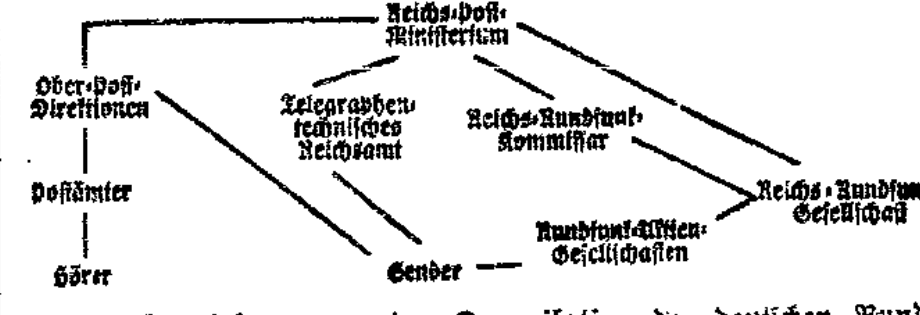 Reichs-Post-
Ministerium
Ober-Post-
Direktionen
Telegraphen-
technisches
Reichsamt
Reichs-Rundfunk-
Kommissar
Postämter
Reichs-Rundfun
Gesellschaft
Rundfunk-Aktien-
Gesellschaften
Hörer
Sender